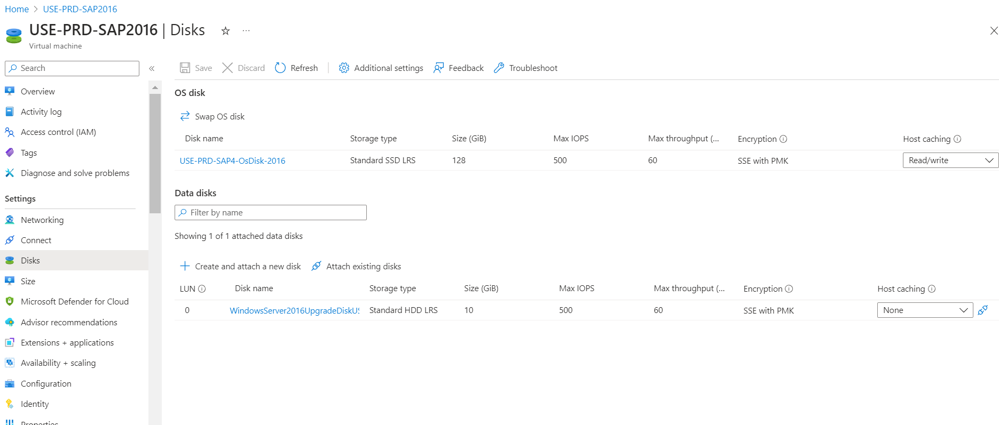 Home > USE-PRD-SAP2016
USE-PRD-SAP2016 | Disks ...
Virtual machine
Search «
Overview
Activity log
Access control (IAM)
Tags
Diagnose and solve problems
Settings
Networking
Connect
Disks
Size
Microsoft Defender for Cloud
Advisor recommendations
Extensions + applications
Availability + scaling
Configuration
Identity
Properties
Save Discard Refresh Additional settings Feedback Troubleshoot
OS disk
Swap OS disk
Disk name Storage type Size (GiB) Max IOPS Max throughput (... Encryption Host caching
USE-PRD-SAP4-OsDisk-2016 Standard SSD LRS 128 500 60 SSE with PMK Read/write
Data disks
Filter by name
Showing 1 of 1 attached data disks
Create and attach a new disk Attach existing disks
LUN Disk name Storage type Size (GiB) Max IOPS Max throughput (... Encryption Host caching
0 WindowsServer2016UpgradeDiskUS Standard HDD LRS 10 500 60 SSE with PMK None